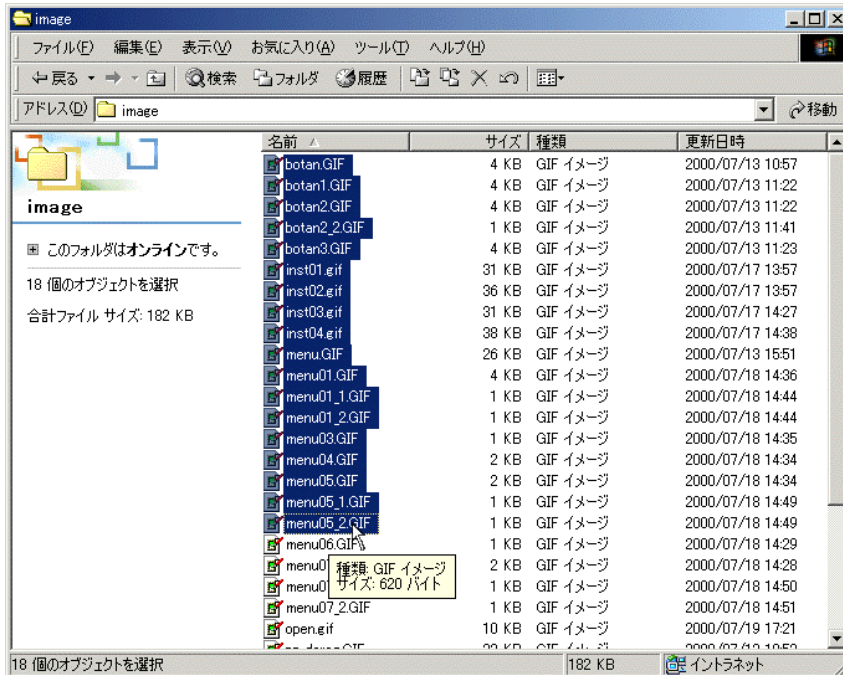 image
ファイル(F) 編集(E) 表示(V) お気に入り(A) ツール(T) ヘルプ(H)
戻る 検索 フォルダ 履歴
アドレス(D) image 移動
image
このフォルダはオンラインです。
18 個のオブジェクトを選択
合計ファイル サイズ: 182 KB
名前 サイズ 種類 更新日時
botan.GIF 4 KB GIF イメージ 2000/07/13 10:57
botan1.GIF 4 KB GIF イメージ 2000/07/13 11:22
botan2.GIF 4 KB GIF イメージ 2000/07/13 11:22
botan2_2.GIF 1 KB GIF イメージ 2000/07/13 11:41
botan3.GIF 4 KB GIF イメージ 2000/07/13 11:23
inst01.gif 31 KB GIF イメージ 2000/07/17 13:57
inst02.gif 36 KB GIF イメージ 2000/07/17 13:57
inst03.gif 31 KB GIF イメージ 2000/07/17 14:27
inst04.gif 38 KB GIF イメージ 2000/07/17 14:38
menu.GIF 26 KB GIF イメージ 2000/07/13 15:51
menu01.GIF 4 KB GIF イメージ 2000/07/18 14:36
menu01_1.GIF 1 KB GIF イメージ 2000/07/18 14:44
menu01_2.GIF 1 KB GIF イメージ 2000/07/18 14:44
menu03.GIF 1 KB GIF イメージ 2000/07/18 14:35
menu04.GIF 2 KB GIF イメージ 2000/07/18 14:34
menu05.GIF 2 KB GIF イメージ 2000/07/18 14:34
menu05_1.GIF 1 KB GIF イメージ 2000/07/18 14:49
menu05_2.GIF 1 KB GIF イメージ 2000/07/18 14:49
menu06.GIF 1 KB GIF イメージ 2000/07/18 14:29
2 KB GIF イメージ 2000/07/18 14:28
1 KB GIF イメージ 2000/07/18 14:50
種類: GIF イメージ
サイズ: 620 バイト
menu07_2.GIF 1 KB GIF イメージ 2000/07/18 14:51
open.gif 10 KB GIF イメージ 2000/07/19 17:21
18 個のオブジェクトを選択 182 KB イントラネット